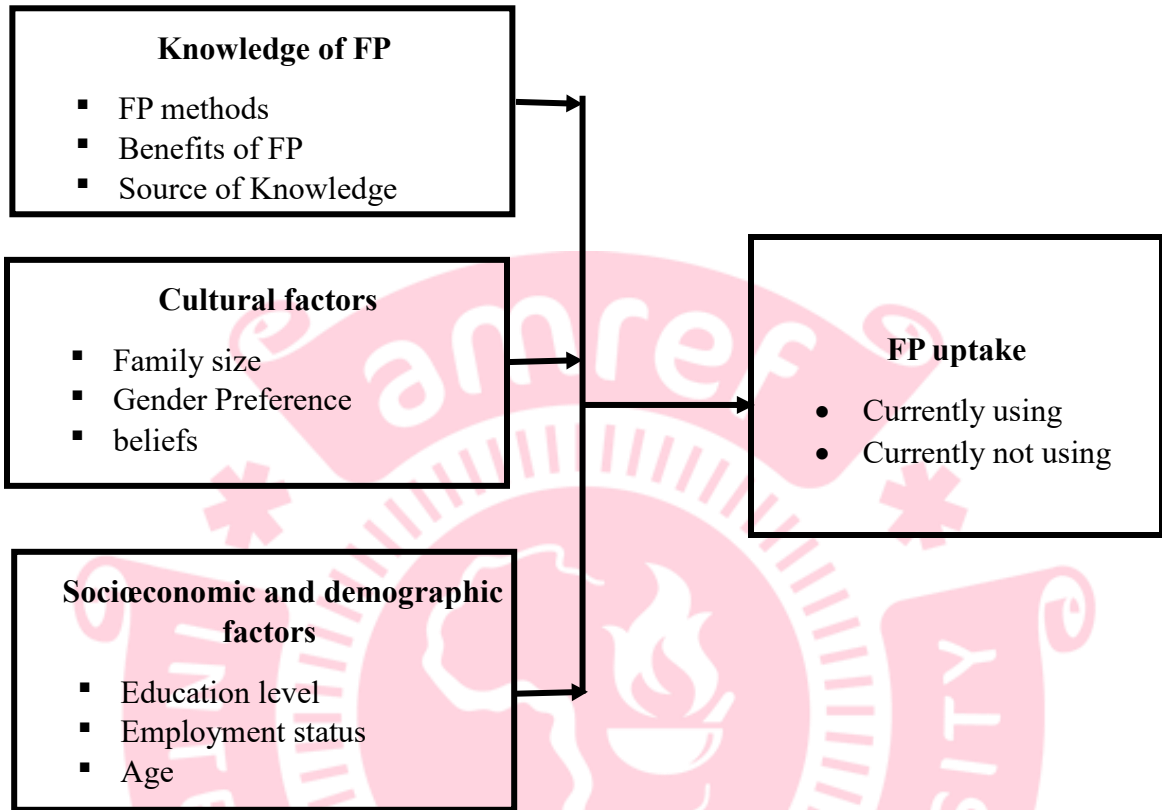 Knowledge of FP
▪ FP methods
▪ Benefits of FP
▪ Source of Knowledge
Cultural factors
▪ Family size
▪ Gender Preference
▪ beliefs
Socioeconomic and demographic
factors
▪ Education level
▪ Employment status
▪ Age
FP uptake
• Currently using
• Currently not using
amref